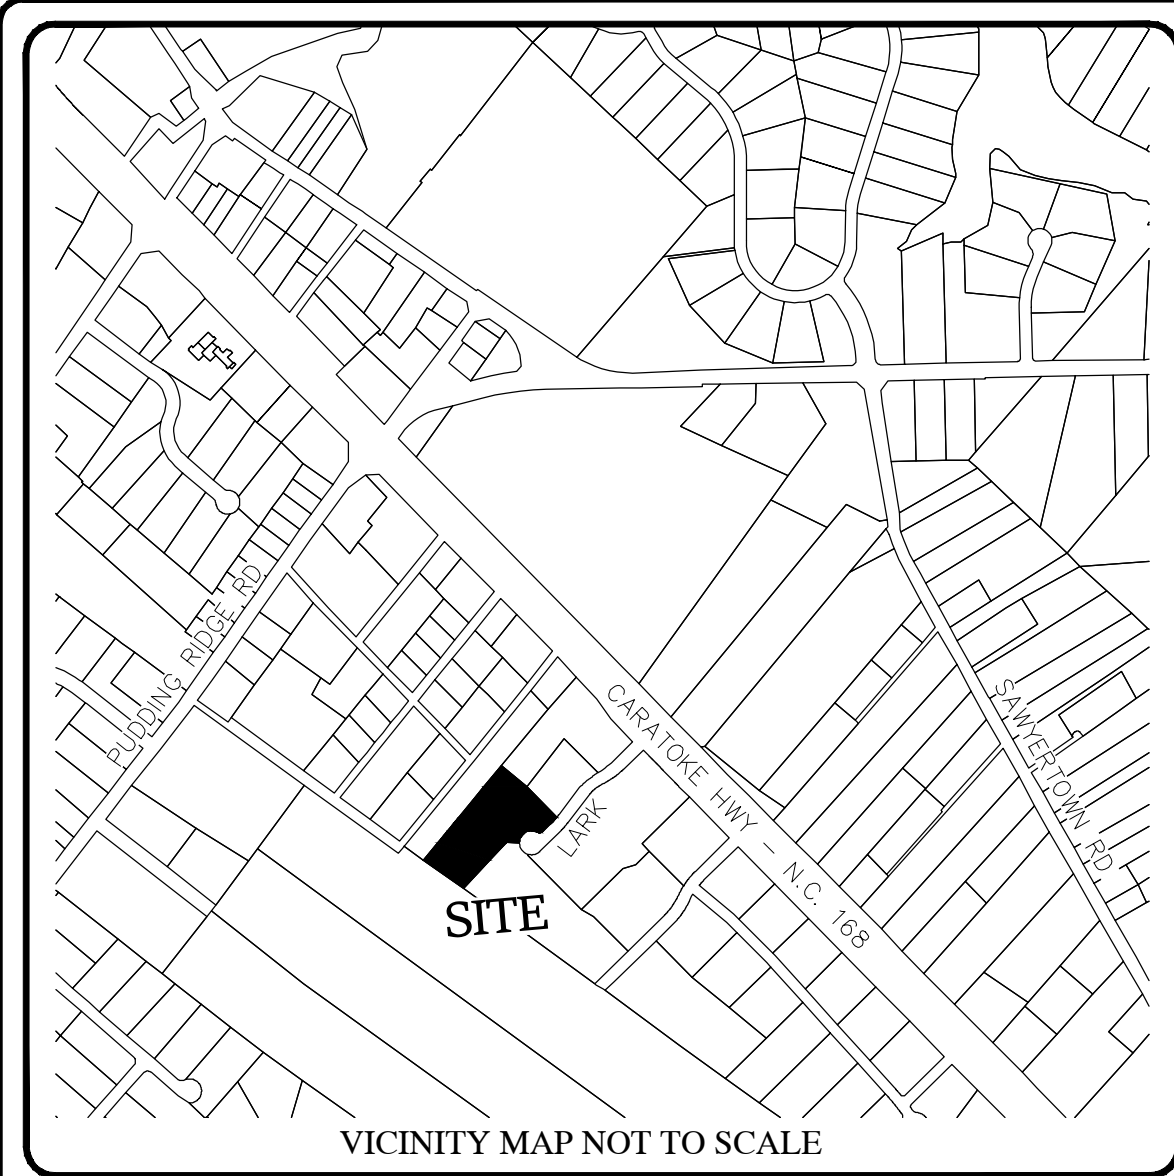 PUDDING RIDGE RD
CARATOKE HWY – N.C. 168
SAWYERTOWN RD
LARK
SITE
VICINITY MAP NOT TO SCALE